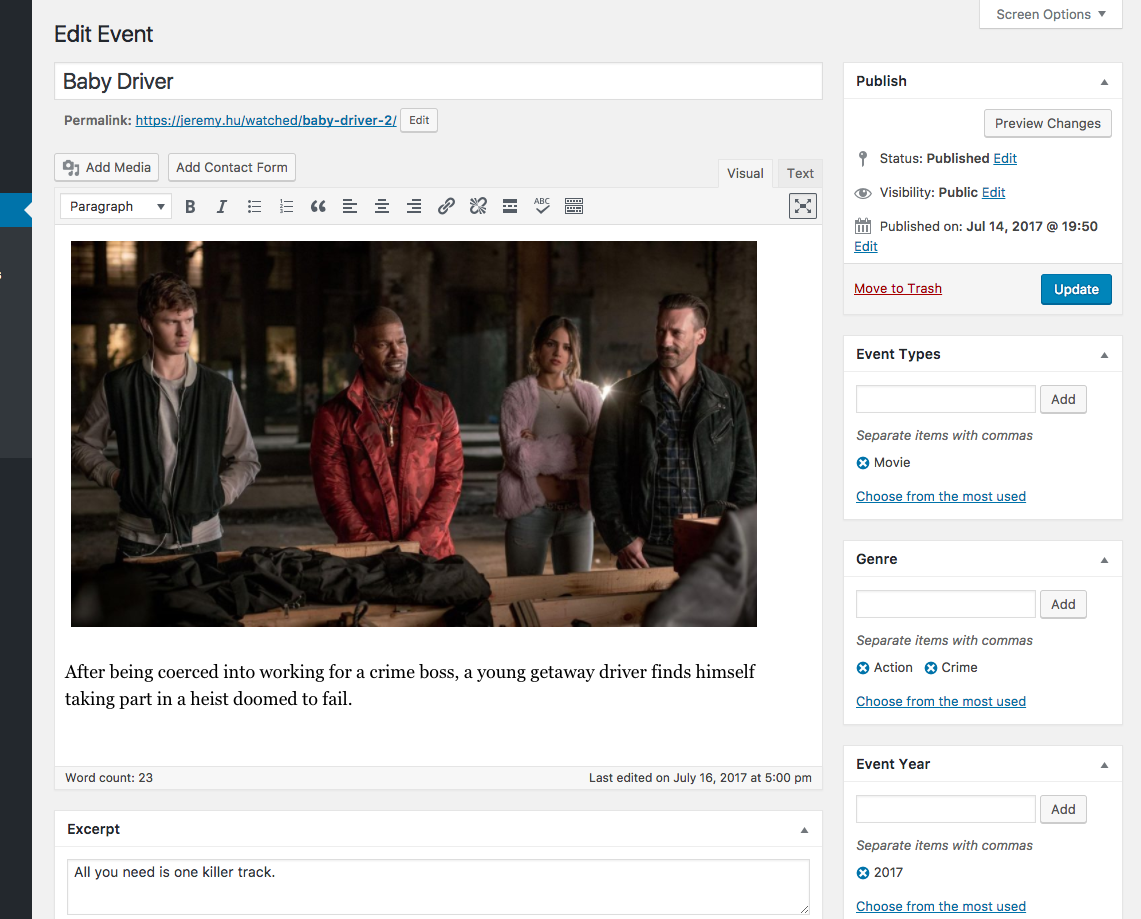 Screen Options
Edit Event
Baby Driver
Permalink: https://jeremy.hu/watched/baby-driver-2/ Edit
Add Media Add Contact Form
Visual Text
Paragraph B I ABC
After being coerced into working for a crime boss, a young getaway driver finds himself
taking part in a heist doomed to fail.
Word count: 23 Last edited on July 16, 2017 at 5:00 pm
Excerpt
All you need is one killer track.
Publish
Preview Changes
Status: Published Edit
Visibility: Public Edit
Published on: Jul 14, 2017 @ 19:50
Edit
Move to Trash Update
Event Types
Add
Separate items with commas
Movie
Choose from the most used
Genre
Add
Separate items with commas
Action Crime
Choose from the most used
Event Year
Add
Separate items with commas
2017
Choose from the most used